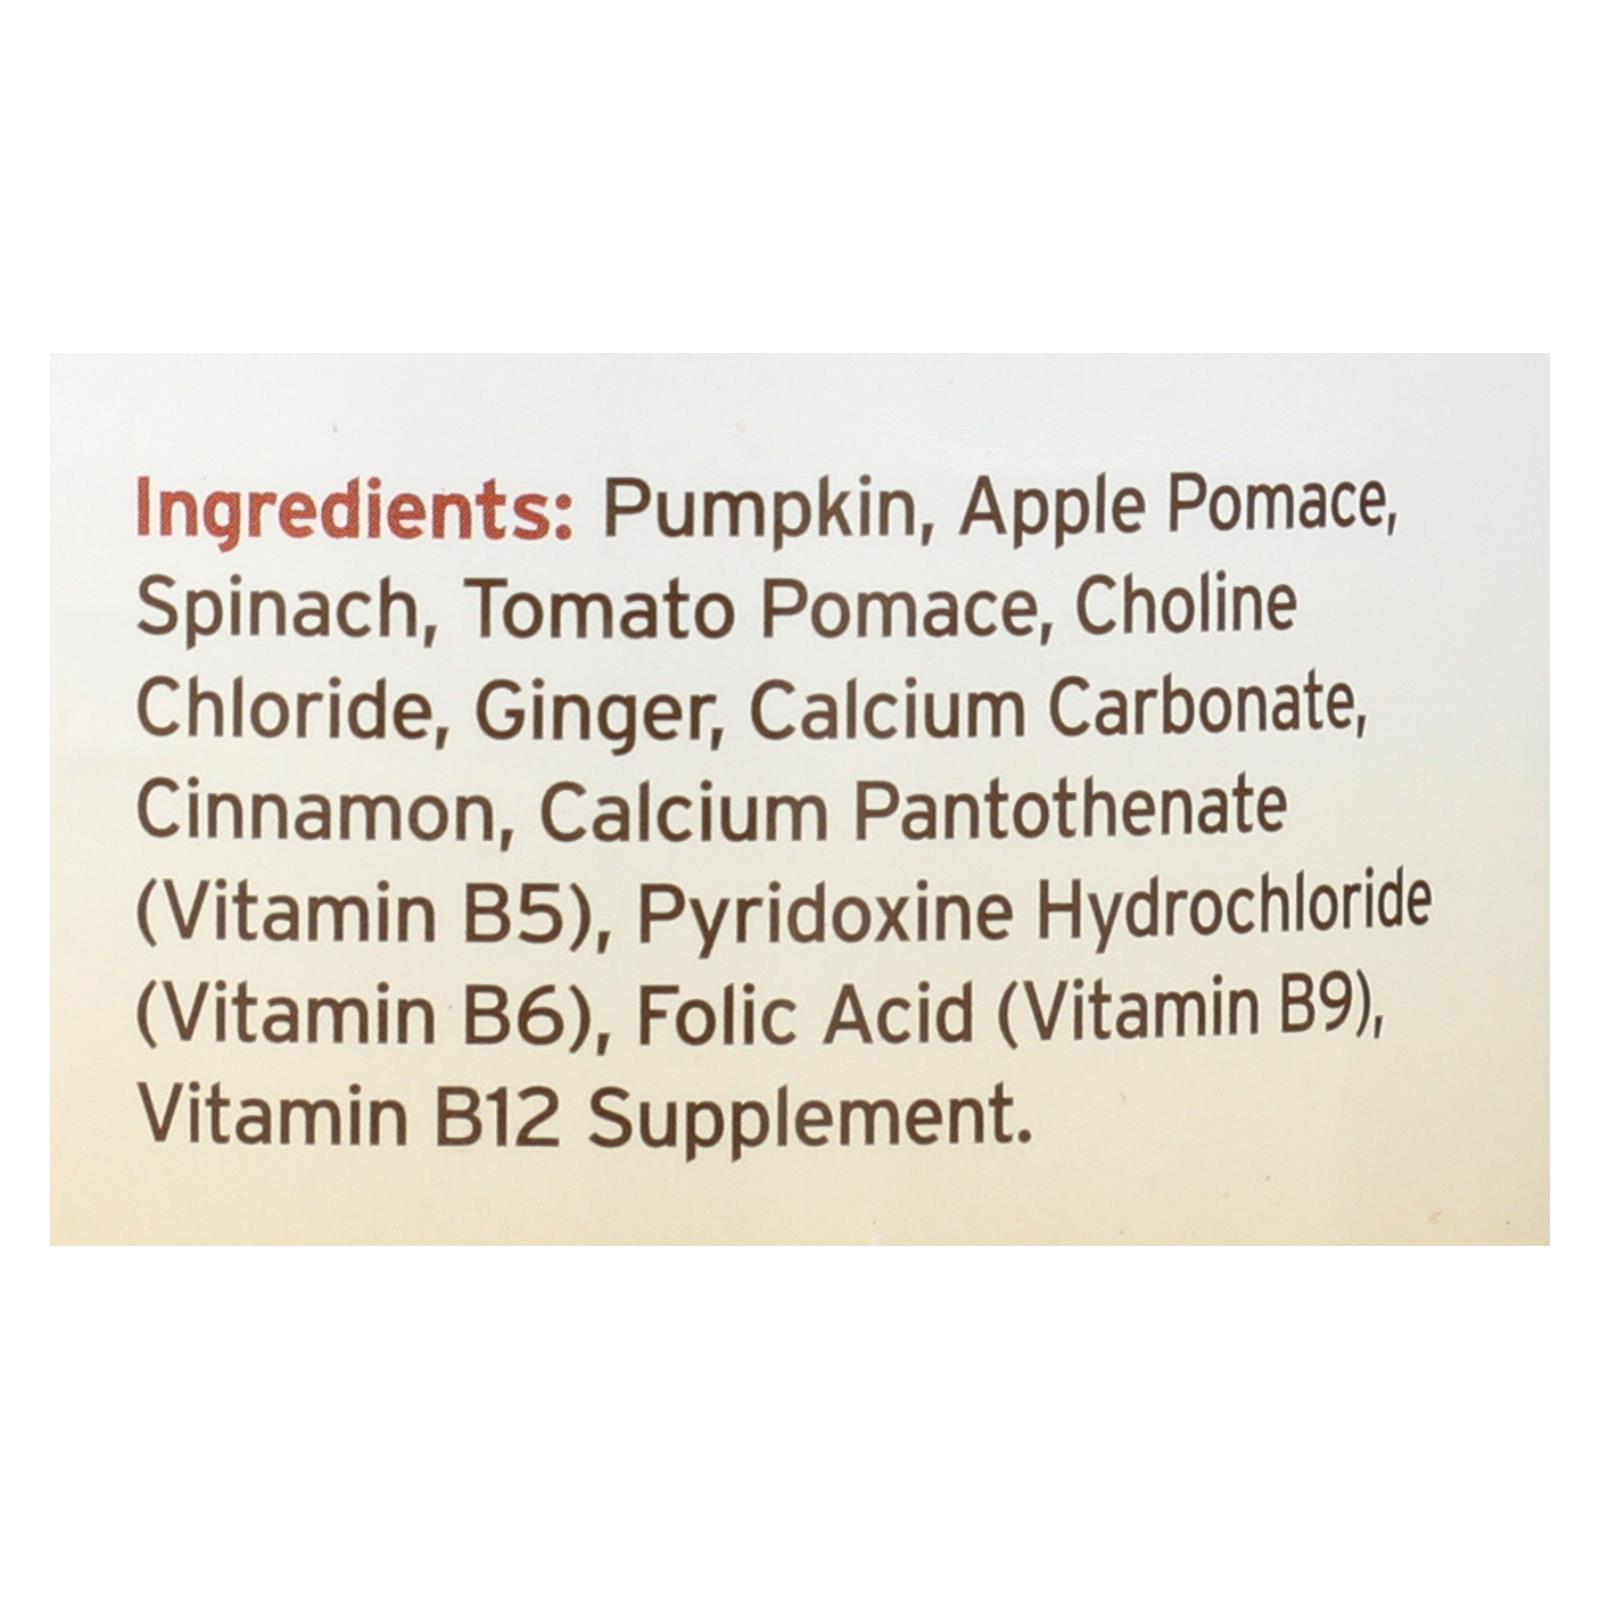 Ingredients: Pumpkin, Apple Pomace,
Spinach, Tomato Pomace, Choline
Chloride, Ginger, Calcium Carbonate,
Cinnamon, Calcium Pantothenate
(Vitamin B5), Pyridoxine Hydrochloride
(Vitamin B6), Folic Acid (Vitamin B9),
Vitamin B12 Supplement.